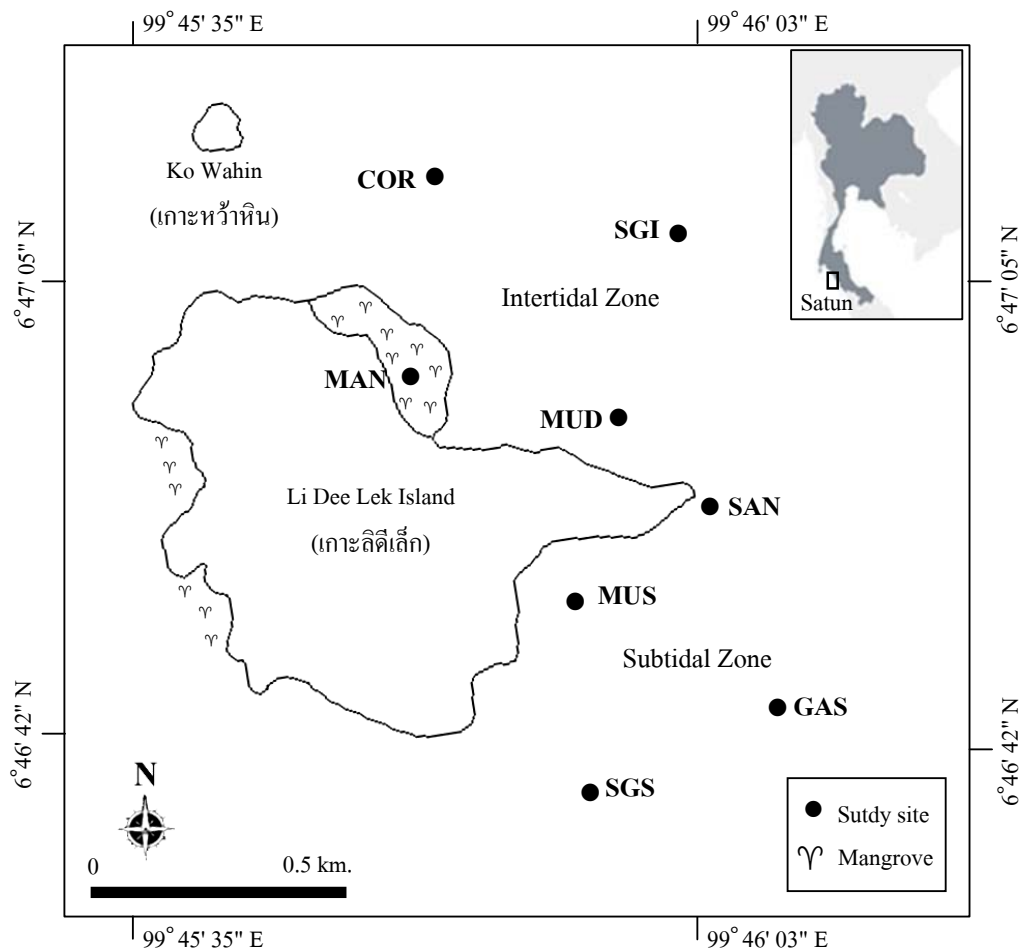 99° 45' 35" E
99° 46' 03" E
Ko Wahin
(เกาะหว้าหิน)
COR
SGI
Satun
6° 47' 05" N
6° 47' 05" N
Intertidal Zone
MAN
MUD
Li Dee Lek Island
(เกาะลิดีเล็ก)
SAN
MUS
Subtidal Zone
GAS
6° 46' 42" N
6° 46' 42" N
SGS
N
0 0.5 km.
Sutdy site
Mangrove
99° 45' 35" E
99° 46' 03" E